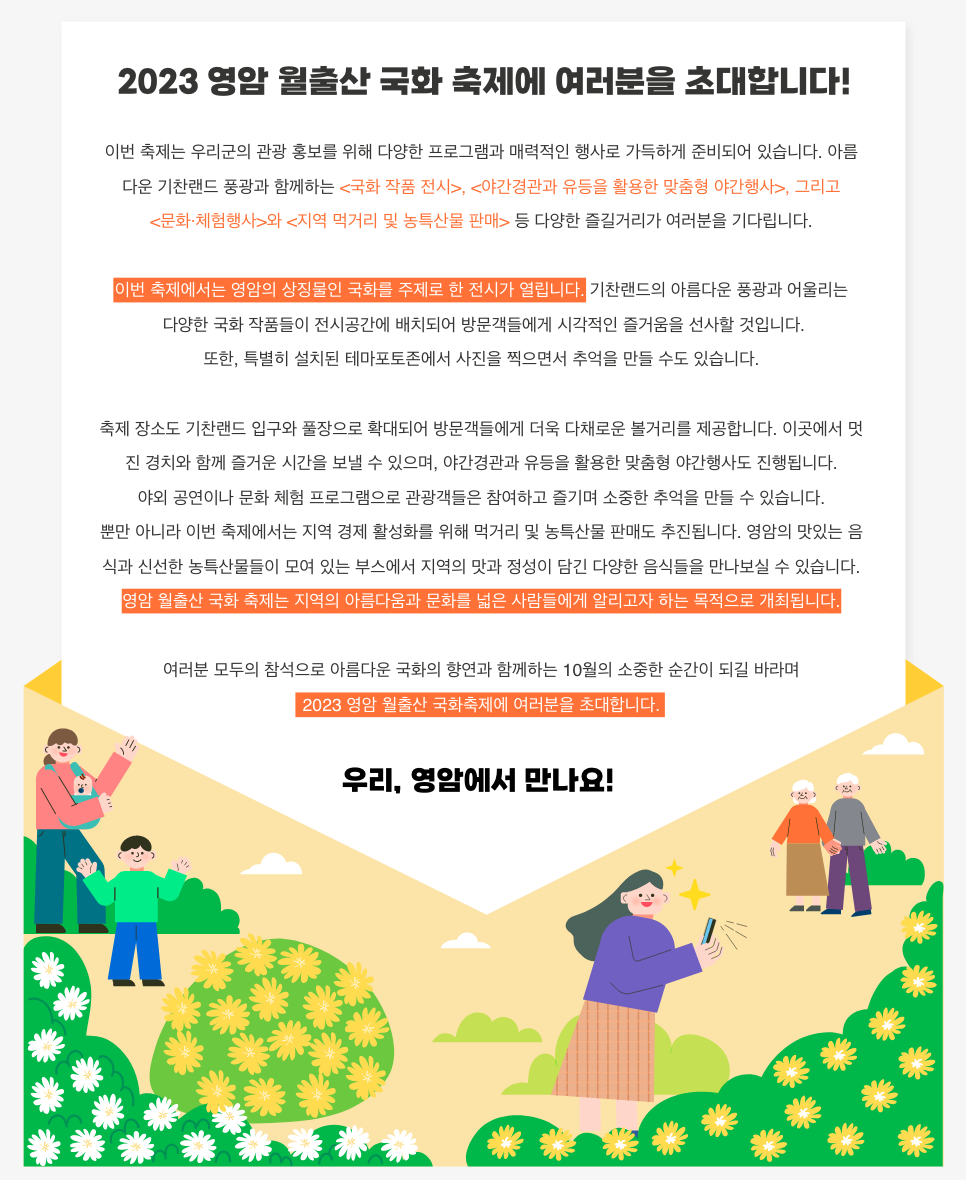 2023 영암 월출산 국화 축제에 여러분을 초대합니다!
이번 축제는 우리군의 관광 홍보를 위해 다양한 프로그램과 매력적인 행사로 가득하게 준비되어 있습니다. 아름
다운 기찬랜드 풍광과 함께하는 <국화 작품 전시>, <야간경관과 유등을 활용한 맞춤형 야간행사>, 그리고
<문화·체험행사>와 <지역 먹거리 및 농특산물 판매> 등 다양한 즐길거리가 여러분을 기다립니다.
이번 축제에서는 영암의 상징물인 국화를 주제로 한 전시가 열립니다. 기찬랜드의 아름다운 풍광과 어울리는
다양한 국화 작품들이 전시공간에 배치되어 방문객들에게 시각적인 즐거움을 선사할 것입니다.
또한, 특별히 설치된 테마포토존에서 사진을 찍으면서 추억을 만들 수도 있습니다.
축제 장소도 기찬랜드 입구와 풀장으로 확대되어 방문객들에게 더욱 다채로운 볼거리를 제공합니다. 이곳에서 멋
진 경치와 함께 즐거운 시간을 보낼 수 있으며, 야간경관과 유등을 활용한 맞춤형 야간행사도 진행됩니다.
야외 공연이나 문화 체험 프로그램으로 관광객들은 참여하고 즐기며 소중한 추억을 만들 수 있습니다.
뿐만 아니라 이번 축제에서는 지역 경제 활성화를 위해 먹거리 및 농특산물 판매도 추진됩니다. 영암의 맛있는 음
식과 신선한 농특산물들이 모여 있는 부스에서 지역의 맛과 정성이 담긴 다양한 음식들을 만나보실 수 있습니다.
영암 월출산 국화 축제는 지역의 아름다움과 문화를 넓은 사람들에게 알리고자 하는 목적으로 개최됩니다.
여러분 모두의 참석으로 아름다운 국화의 향연과 함께하는 10월의 소중한 순간이 되길 바라며
2023 영암 월출산 국화축제에 여러분을 초대합니다.
우리, 영암에서 만나요!